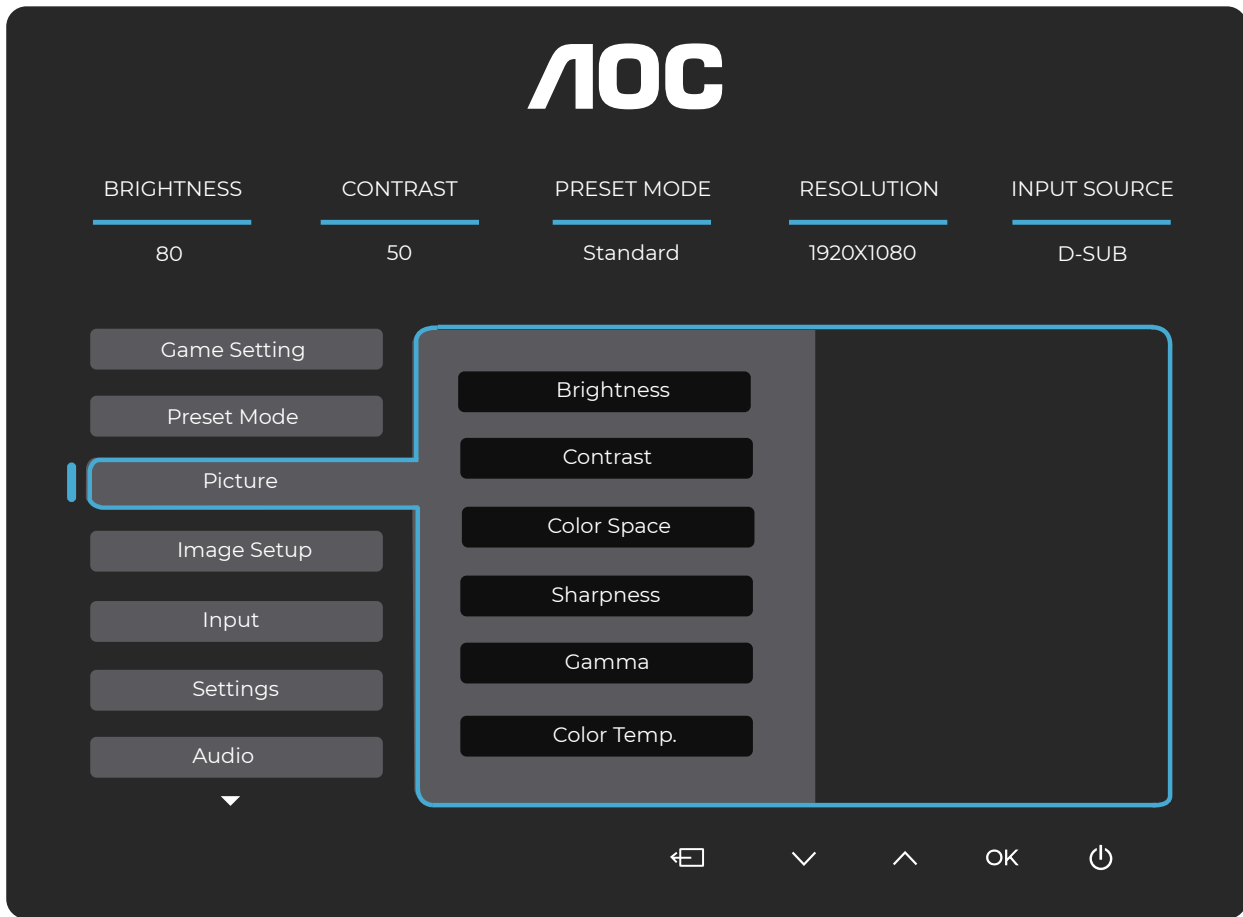 AOC
BRIGHTNESS CONTRAST PRESET MODE RESOLUTION INPUT SOURCE
80 50 Standard 1920X1080 D-SUB
Game Setting
Preset Mode
Picture
Image Setup
Input
Settings
Audio
Brightness
Contrast
Color Space
Sharpness
Gamma
Color Temp.
OK